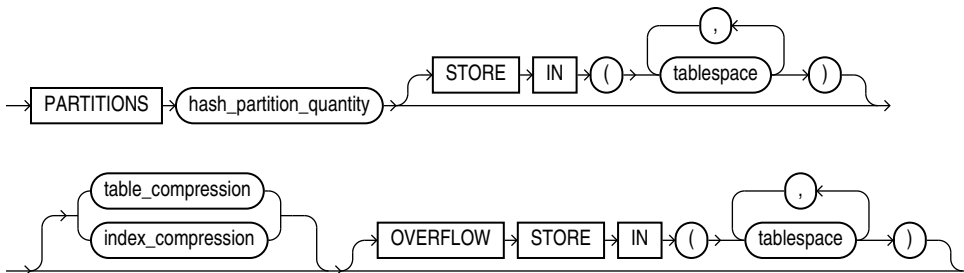 ,
STORE IN ( tablespace )
PARTITIONS hash_partition_quantity
table_compression
,
index_compression
OVERFLOW STORE IN ( tablespace )